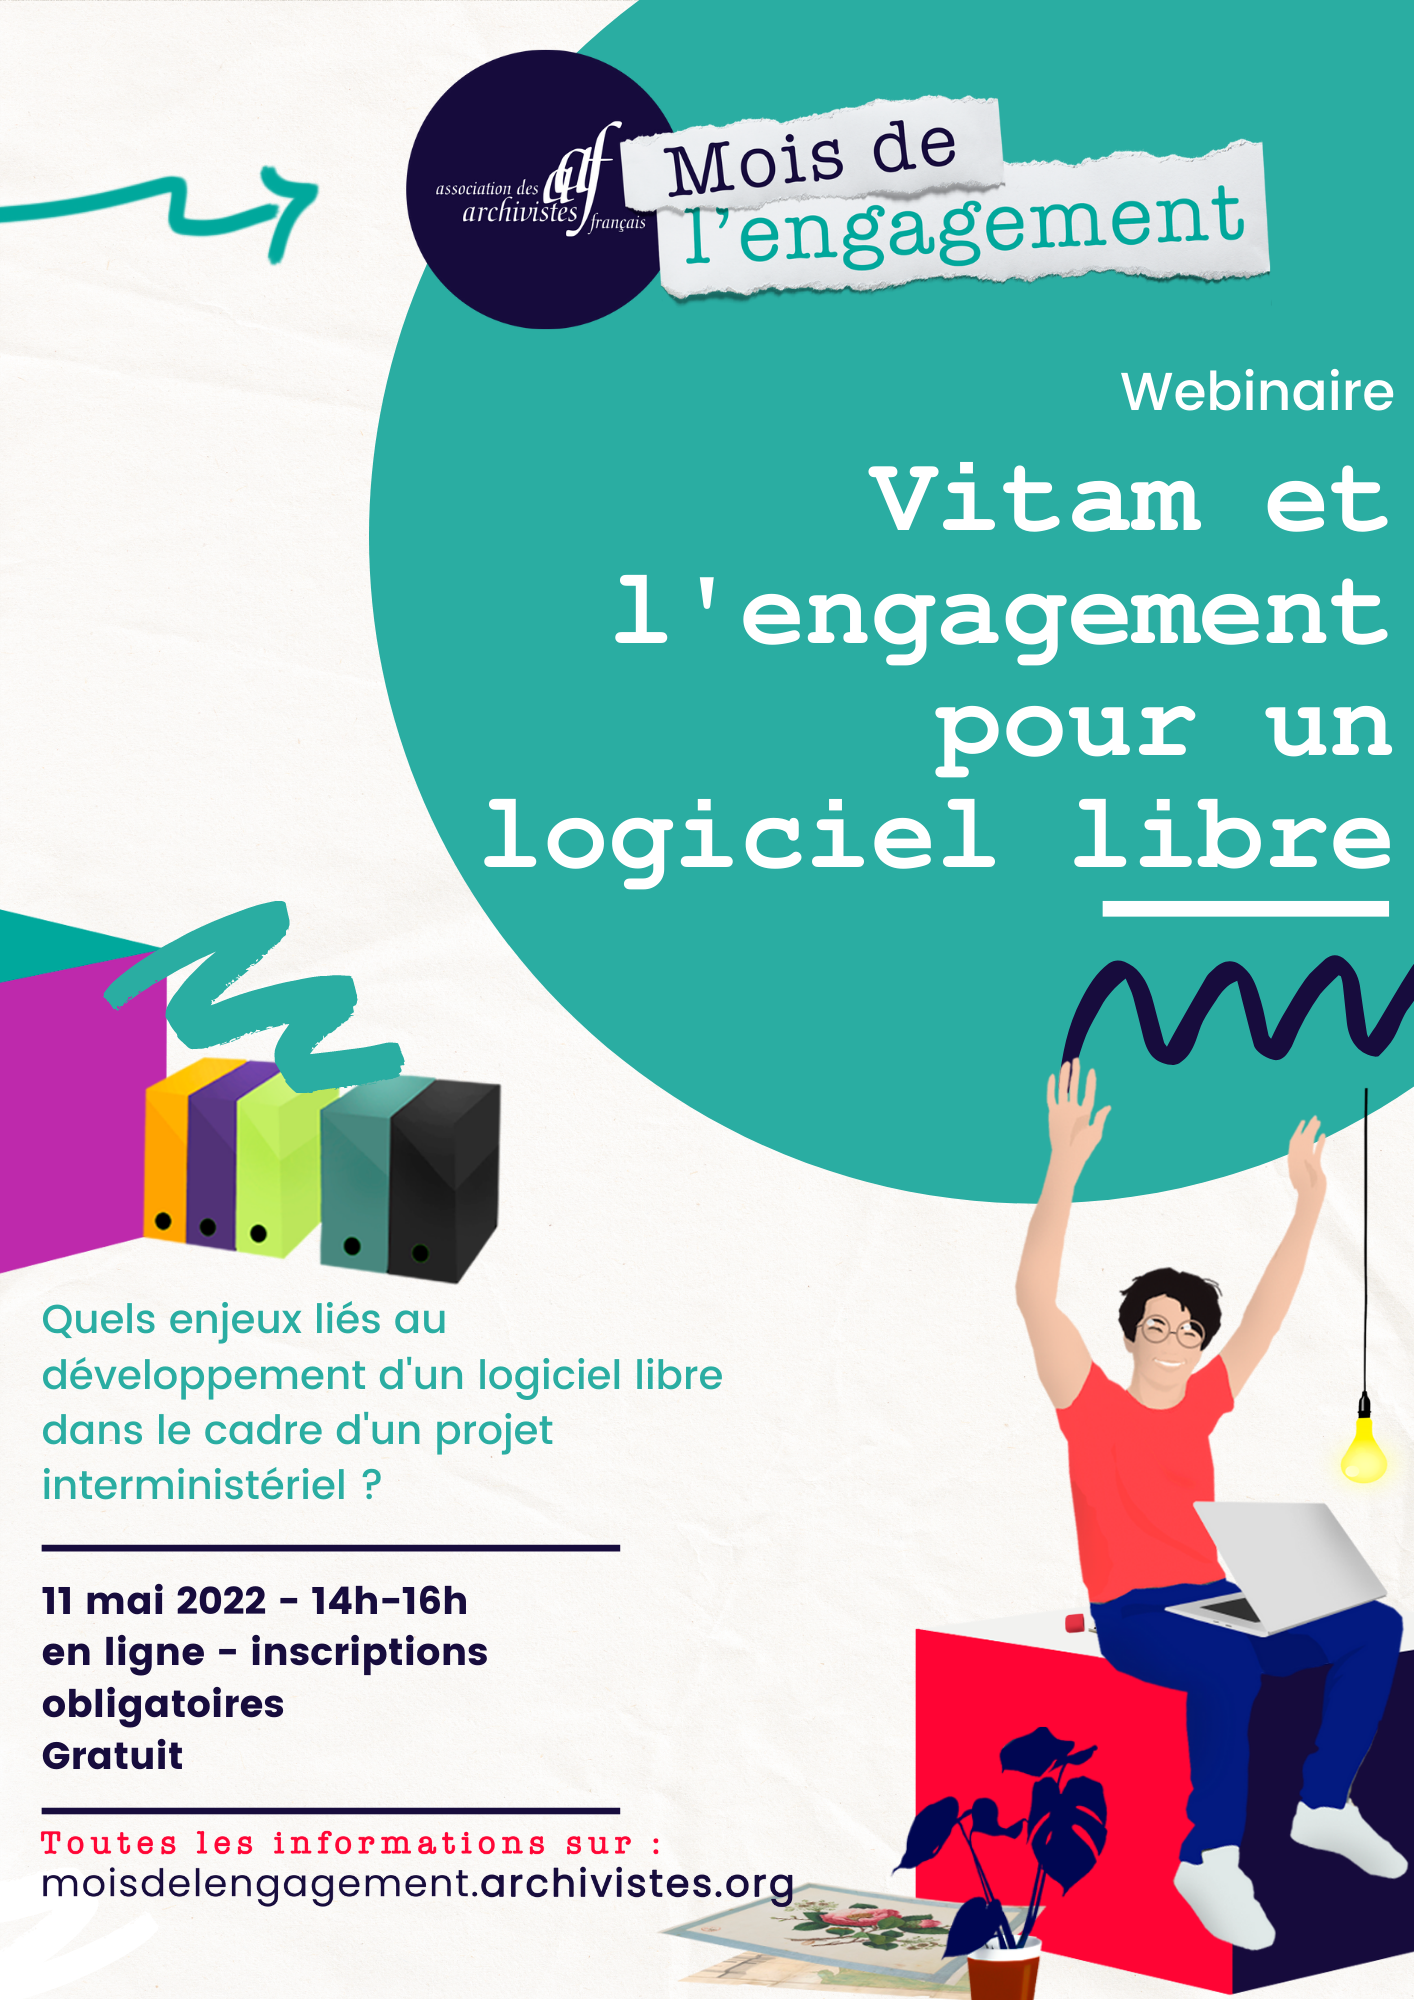 association des
archivistes
français
aaf
Mois de
l'engagement
Webinaire
Vitam et
l'engagement
pour un
logiciel libre
Quels enjeux liés au
développement d'un logiciel libre
dans le cadre d'un projet
interministériel ?
11 mai 2022 - 14h-16h
en ligne - inscriptions
obligatoires
Gratuit
Toutes les informations sur :
moisdelengagement.archivistes.org